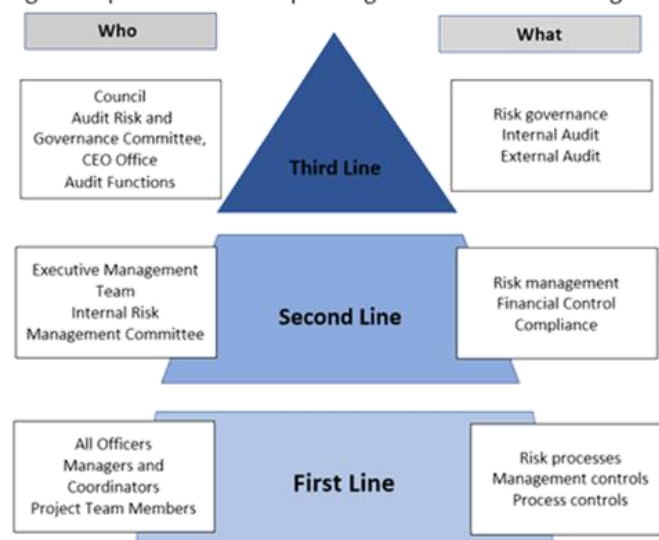 Who
What
Council
Audit Risk and
Governance Committee,
CEO Office
Audit Functions
Third Line
Risk governance
Internal Audit
External Audit
Executive Management
Team
Internal Risk
Management Committee
Second Line
Risk management
Financial Control
Compliance
All Officers
Managers and
Coordinators
Project Team Members
First Line
Risk processes
Management controls
Process controls